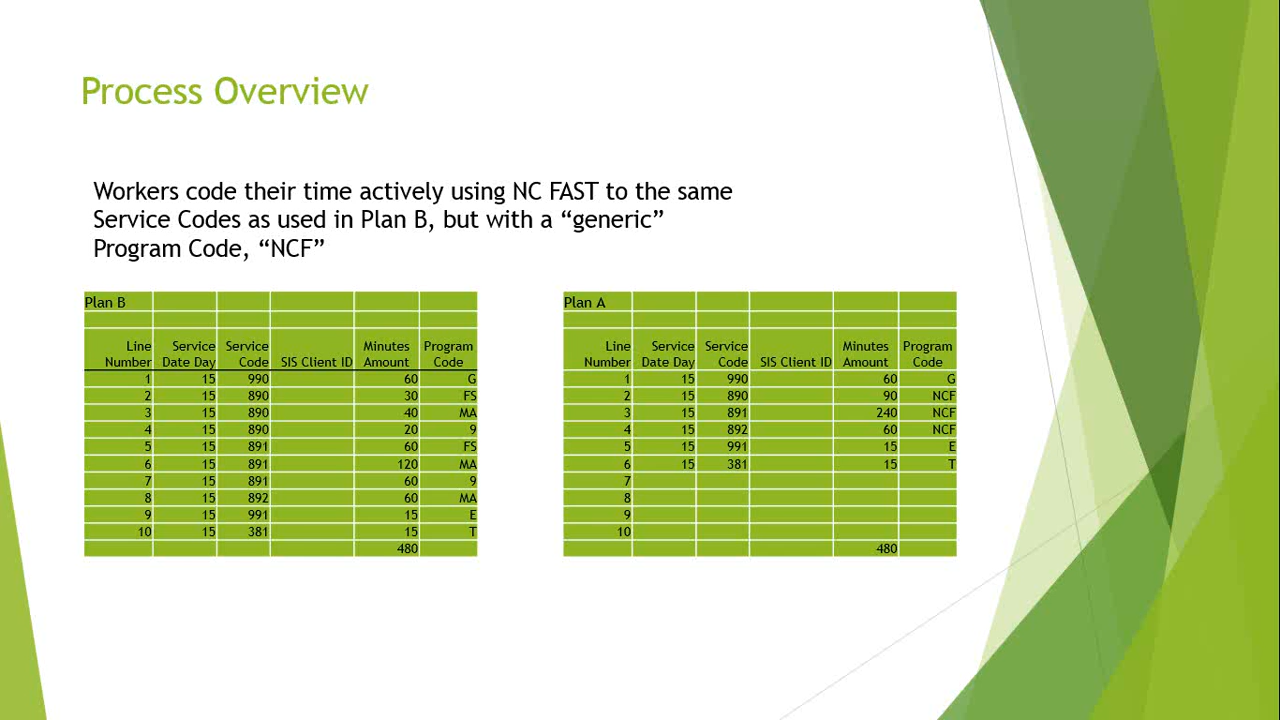 Process Overview
Workers code their time actively using NC FAST to the same
Service Codes as used in Plan B, but with a “generic”
Program Code, “NCF”
Plan B
Line Number Service Date Day Service Code SIS Client ID Minutes Amount Program Code
1 15 990 60 G
2 15 890 30 FS
3 15 890 40 MA
4 15 890 20 9
5 15 891 60 FS
6 15 891 120 MA
7 15 891 60 9
8 15 892 60 MA
9 15 991 15 E
10 15 381 15 T
480
Plan A
Line Number Service Date Day Service Code SIS Client ID Minutes Amount Program Code
1 15 990 60 G
2 15 890 90 NCF
3 15 891 240 NCF
4 15 892 60 NCF
5 15 991 15 E
6 15 381 15 T
7
8
9
10
480